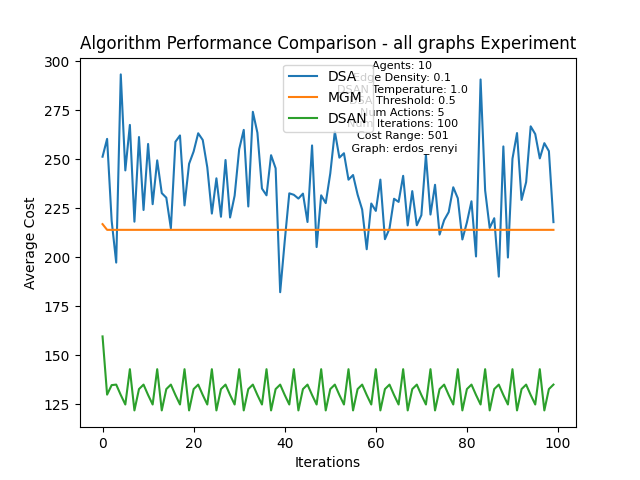 Algorithm Performance Comparison - all graphs Experiment
300
275
250
225
200
175
150
125
Average Cost
DSA
MGM
DSAN
Agents: 10
Edge Density: 0.1
Temperature: 1.0
Threshold: 0.5
Num Actions: 5
Iterations: 100
Cost Range: 501
Graph: erdos_renyi
0
20
40
60
80
100
Iterations